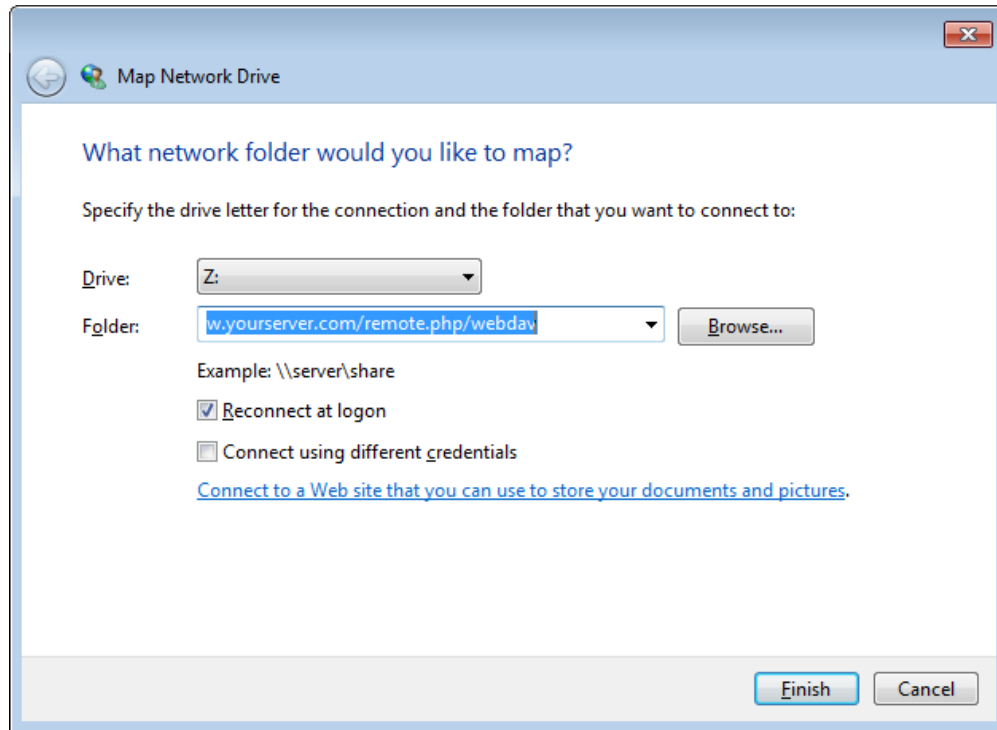 Map Network Drive
What network folder would you like to map?
Specify the drive letter for the connection and the folder that you want to connect to:
Drive: Z:
Folder: w.yourserver.com/remote.php/webdav Browse...
Example: \\server\share
Reconnect at logon
Connect using different credentials
Connect to a Web site that you can use to store your documents and pictures.
Finish Cancel